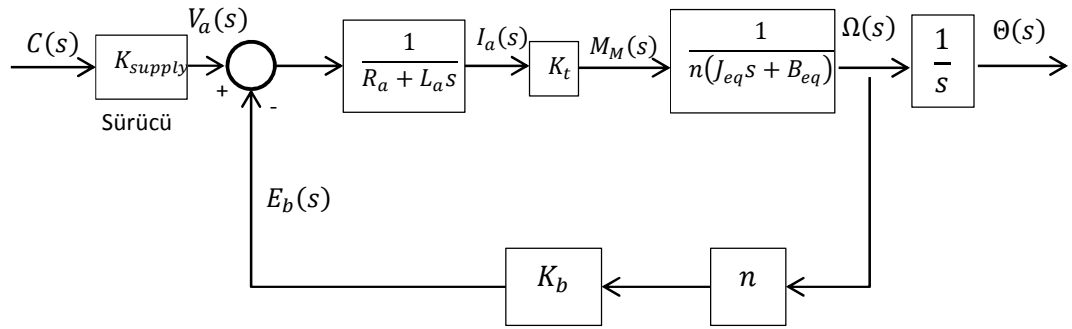 C(s)
K_supply
Sürücü
V_a(s)
+
-
1
R_a + L_a s
I_a(s)
K_t
M_M(s)
1
n(J_eq s + B_eq)
Ω(s)
1
s
Θ(s)
E_b(s)
K_b
n